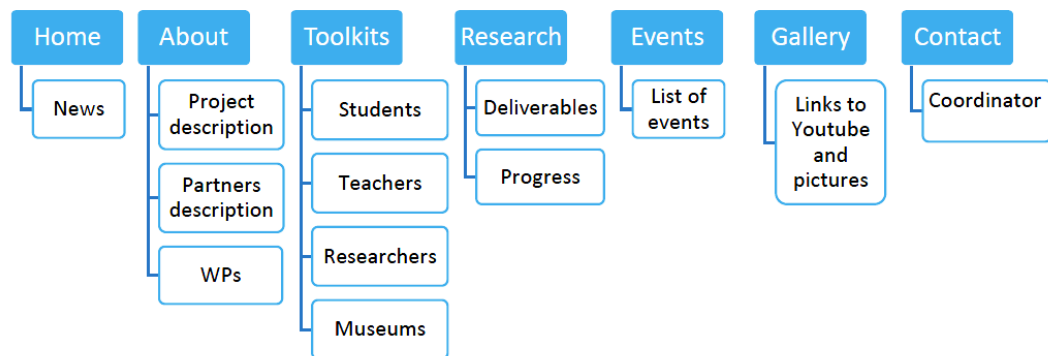 Home
News
About
Project
description
Partners
description
WPs
Toolkits
Students
Teachers
Researchers
Museums
Research
Deliverables
Progress
Events
List of
events
Gallery
Links to
Youtube
and
pictures
Contact
Coordinator